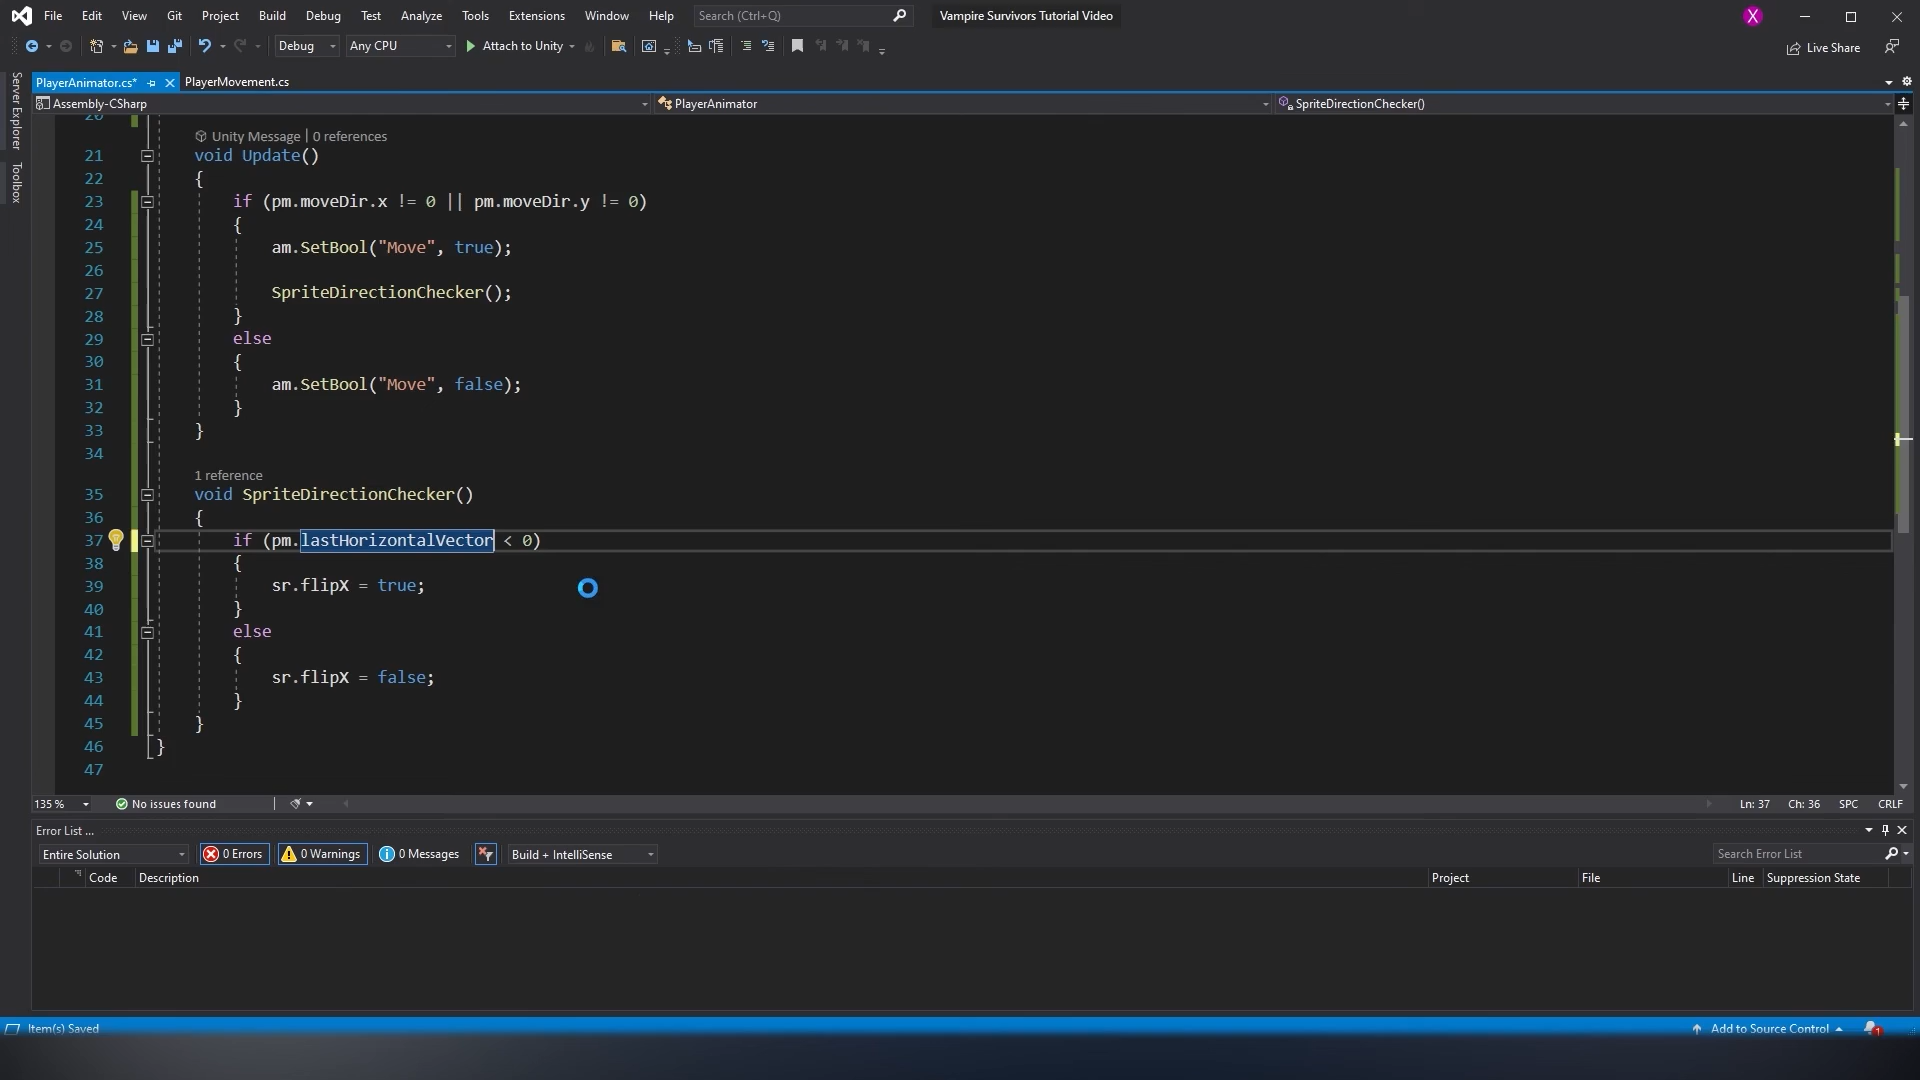 File Edit View Git Project Build Debug Test Analyze Tools Extensions Window Help Search (Ctrl+Q) Vampire Survivors Tutorial Video X
Debug Any CPU Attach to Unity Live Share
Server Explorer
Toolbox
PlayerAnimator.cs* PlayerMovement.cs
Assembly-CSharp PlayerAnimator SpriteDirectionChecker()
20
Unity Message | 0 references
21 void Update()
22 {
23 if (pm.moveDir.x != 0 || pm.moveDir.y != 0)
24 {
25 am.SetBool("Move", true);
26
27 SpriteDirectionChecker();
28 }
29 else
30 {
31 am.SetBool("Move", false);
32 }
33 }
34
1 reference
35 void SpriteDirectionChecker()
36 {
37 if (pm.lastHorizontalVector < 0)
38 {
39 sr.flipX = true;
40 }
41 else
42 {
43 sr.flipX = false;
44 }
45 }
46 }
47
135 % No issues found Ln: 37 Ch: 36 SPC CRLF
Error List ...
Entire Solution 0 Errors 0 Warnings 0 Messages Build + IntelliSense Search Error List
Code Description Project File Line Suppression State
Item(s) Saved Add to Source Control 1